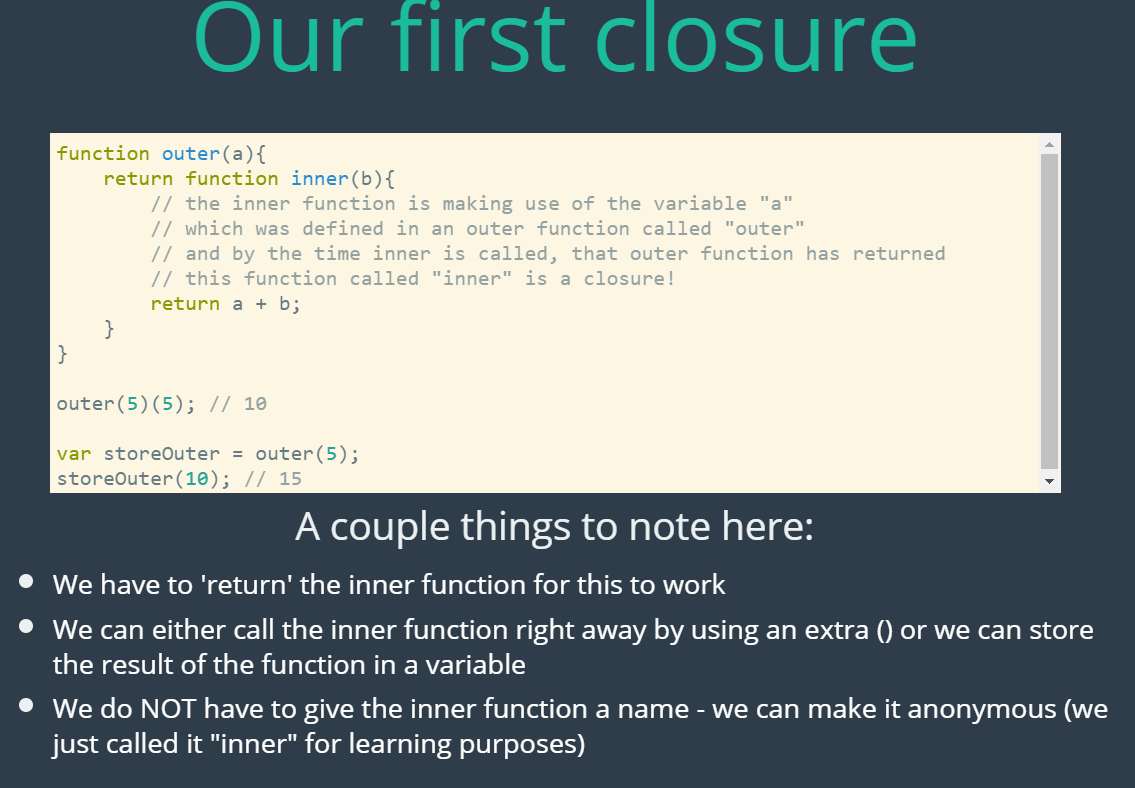 Our first closure
function outer(a){
    return function inner(b){
        // the inner function is making use of the variable "a"
        // which was defined in an outer function called "outer"
        // and by the time inner is called, that outer function has returned
        // this function called "inner" is a closure!
        return a + b;
    }
}
outer(5)(5); // 10
var storeOuter = outer(5);
storeOuter(10); // 15
A couple things to note here:
We have to 'return' the inner function for this to work
We can either call the inner function right away by using an extra () or we can store
the result of the function in a variable
We do NOT have to give the inner function a name - we can make it anonymous (we
just called it "inner" for learning purposes)